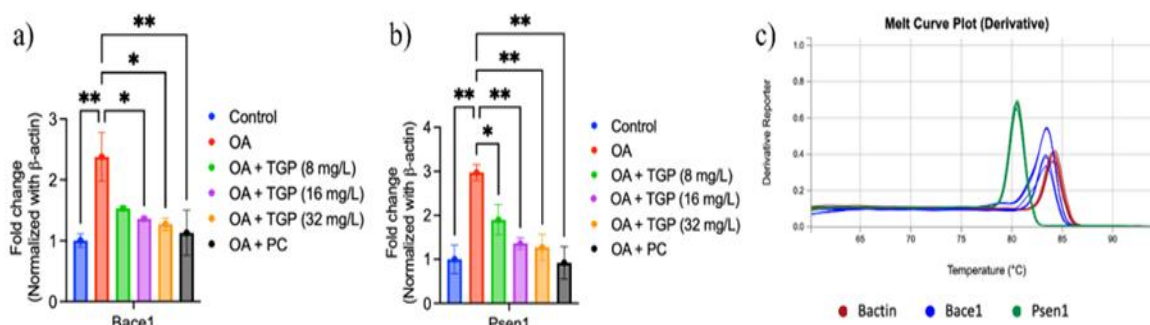 a)
**
*
**
*
Fold change
(Normalized with β-actin)
3
2
1
0
Bace1
Control
OA
OA + TGP (8 mg/L)
OA + TGP (16 mg/L)
OA + TGP (32 mg/L)
OA + PC
b)
**
**
**
**
*
Fold change
(Normalized with β-actin)
4
3
2
1
0
Psen1
Control
OA
OA + TGP (8 mg/L)
OA + TGP (16 mg/L)
OA + TGP (32 mg/L)
OA + PC
c)
Melt Curve Plot (Derivative)
Derivative Reporter
1.0
0.8
0.6
0.4
0.2
0.0
65 70 75 80 85 90
Temperature (°C)
Bactin Bace1 Psen1